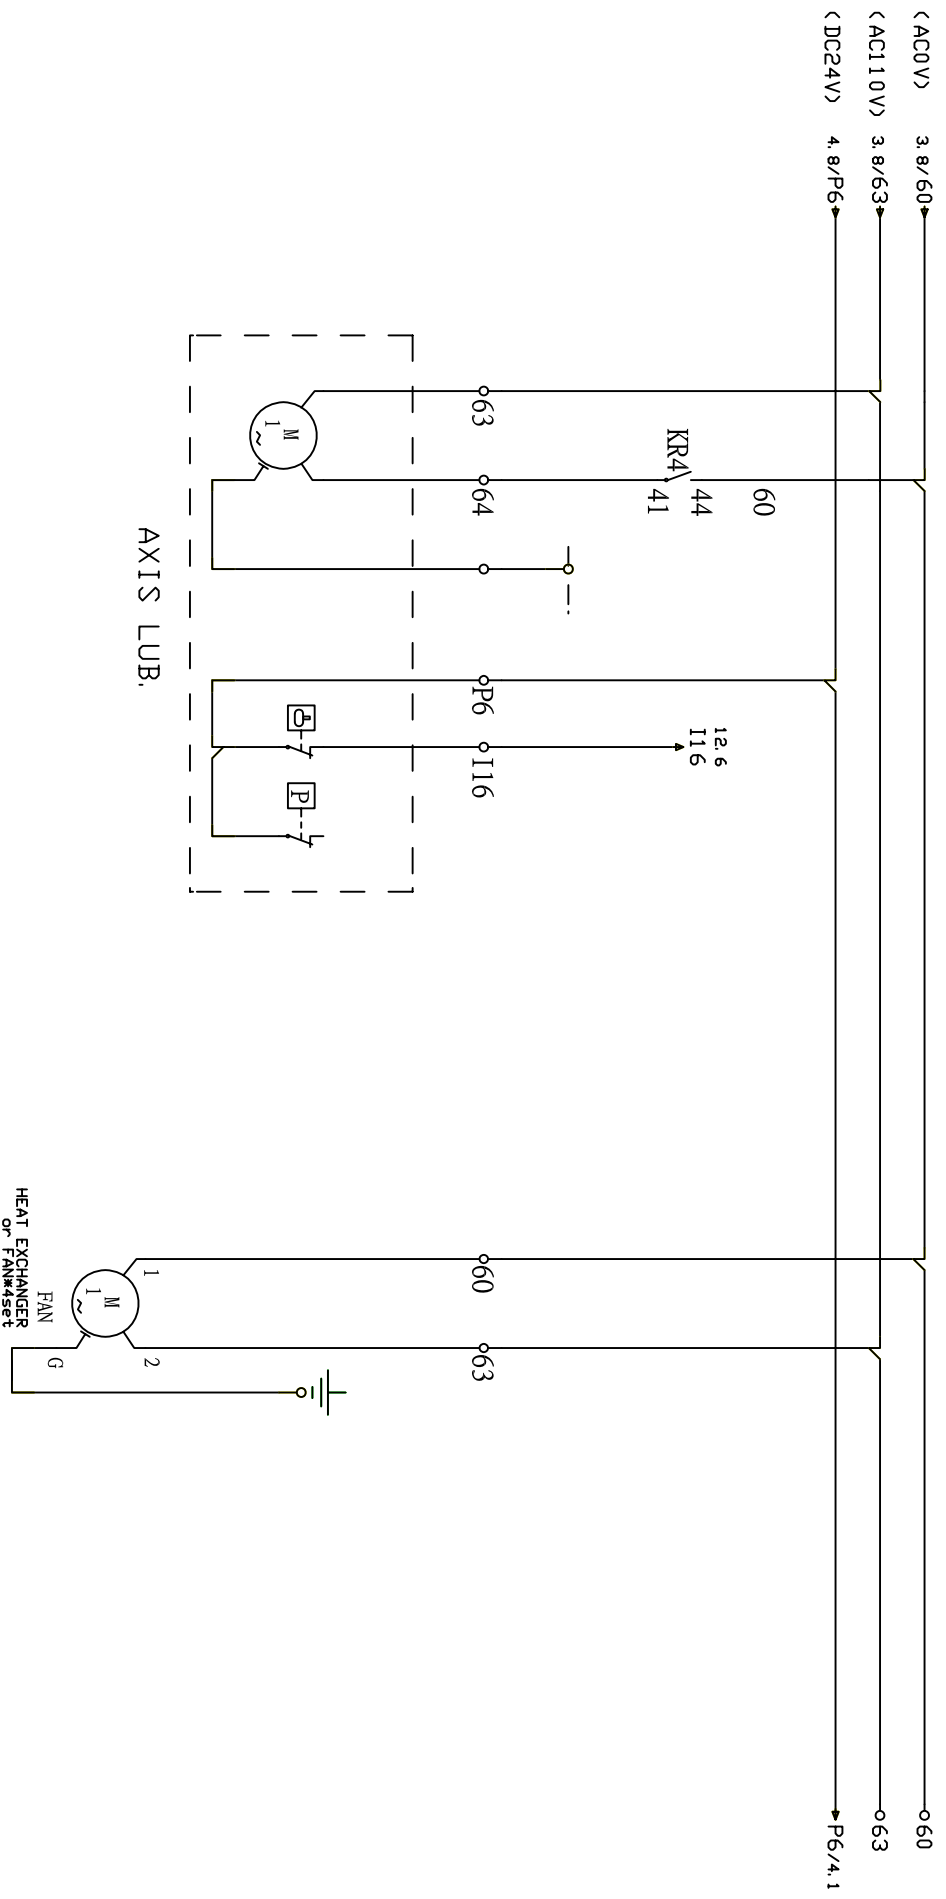 (AC0V) 3.8/60
(AC110V) 3.8/63
(DC24V) 4.8/P6
60
63
P6/4.1
KR4
44
41
60
63
64
P6
I16
12.6
I16
M
1~
P
AXIS LUB.
60
63
1
2
M
1~
G
FAN
HEAT EXCHANGER
or FAN*4set